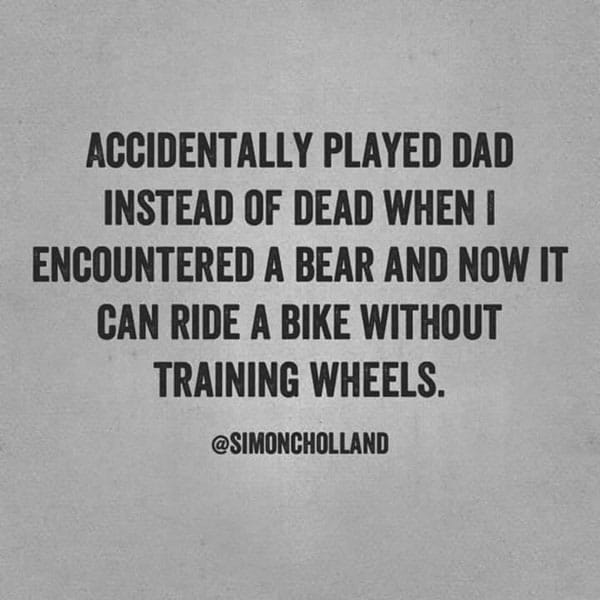 ACCIDENTALLY PLAYED DAD
INSTEAD OF DEAD WHEN I
ENCOUNTERED A BEAR AND NOW IT
CAN RIDE A BIKE WITHOUT
TRAINING WHEELS.
@SIMONCHOLLAND